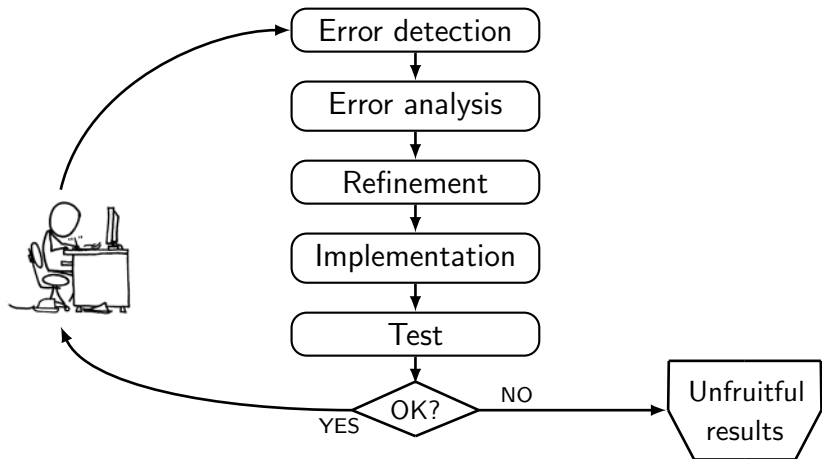 Error detection
Error analysis
Refinement
Implementation
Test
OK?
YES
NO
Unfruitful
results